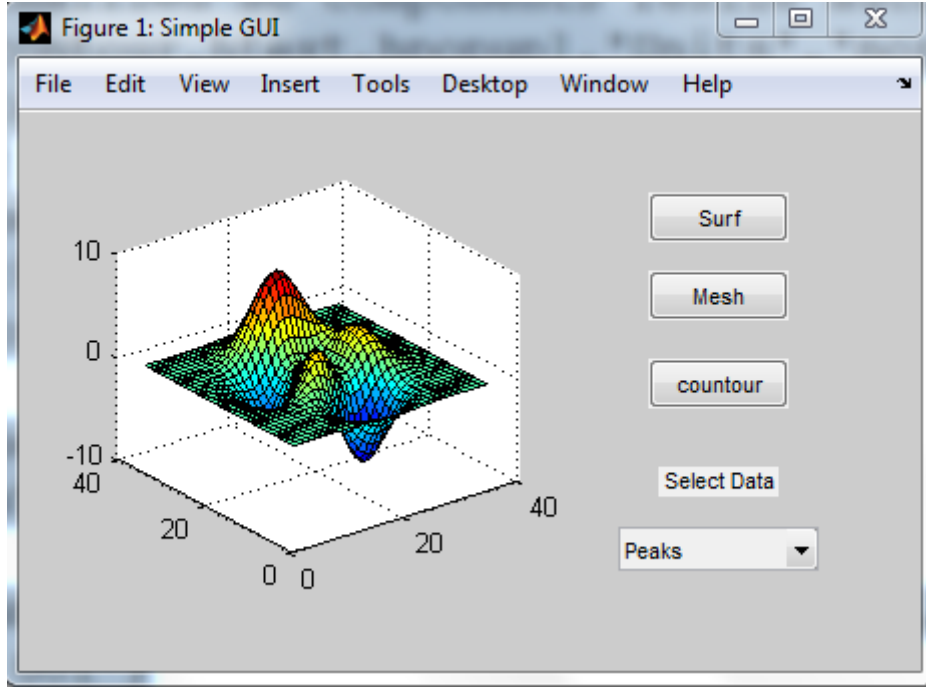 Figure 1: Simple GUI
File Edit View Insert Tools Desktop Window Help
Surf
Mesh
countour
Select Data
Peaks
10
0
-10
40
20
0
0
20
40